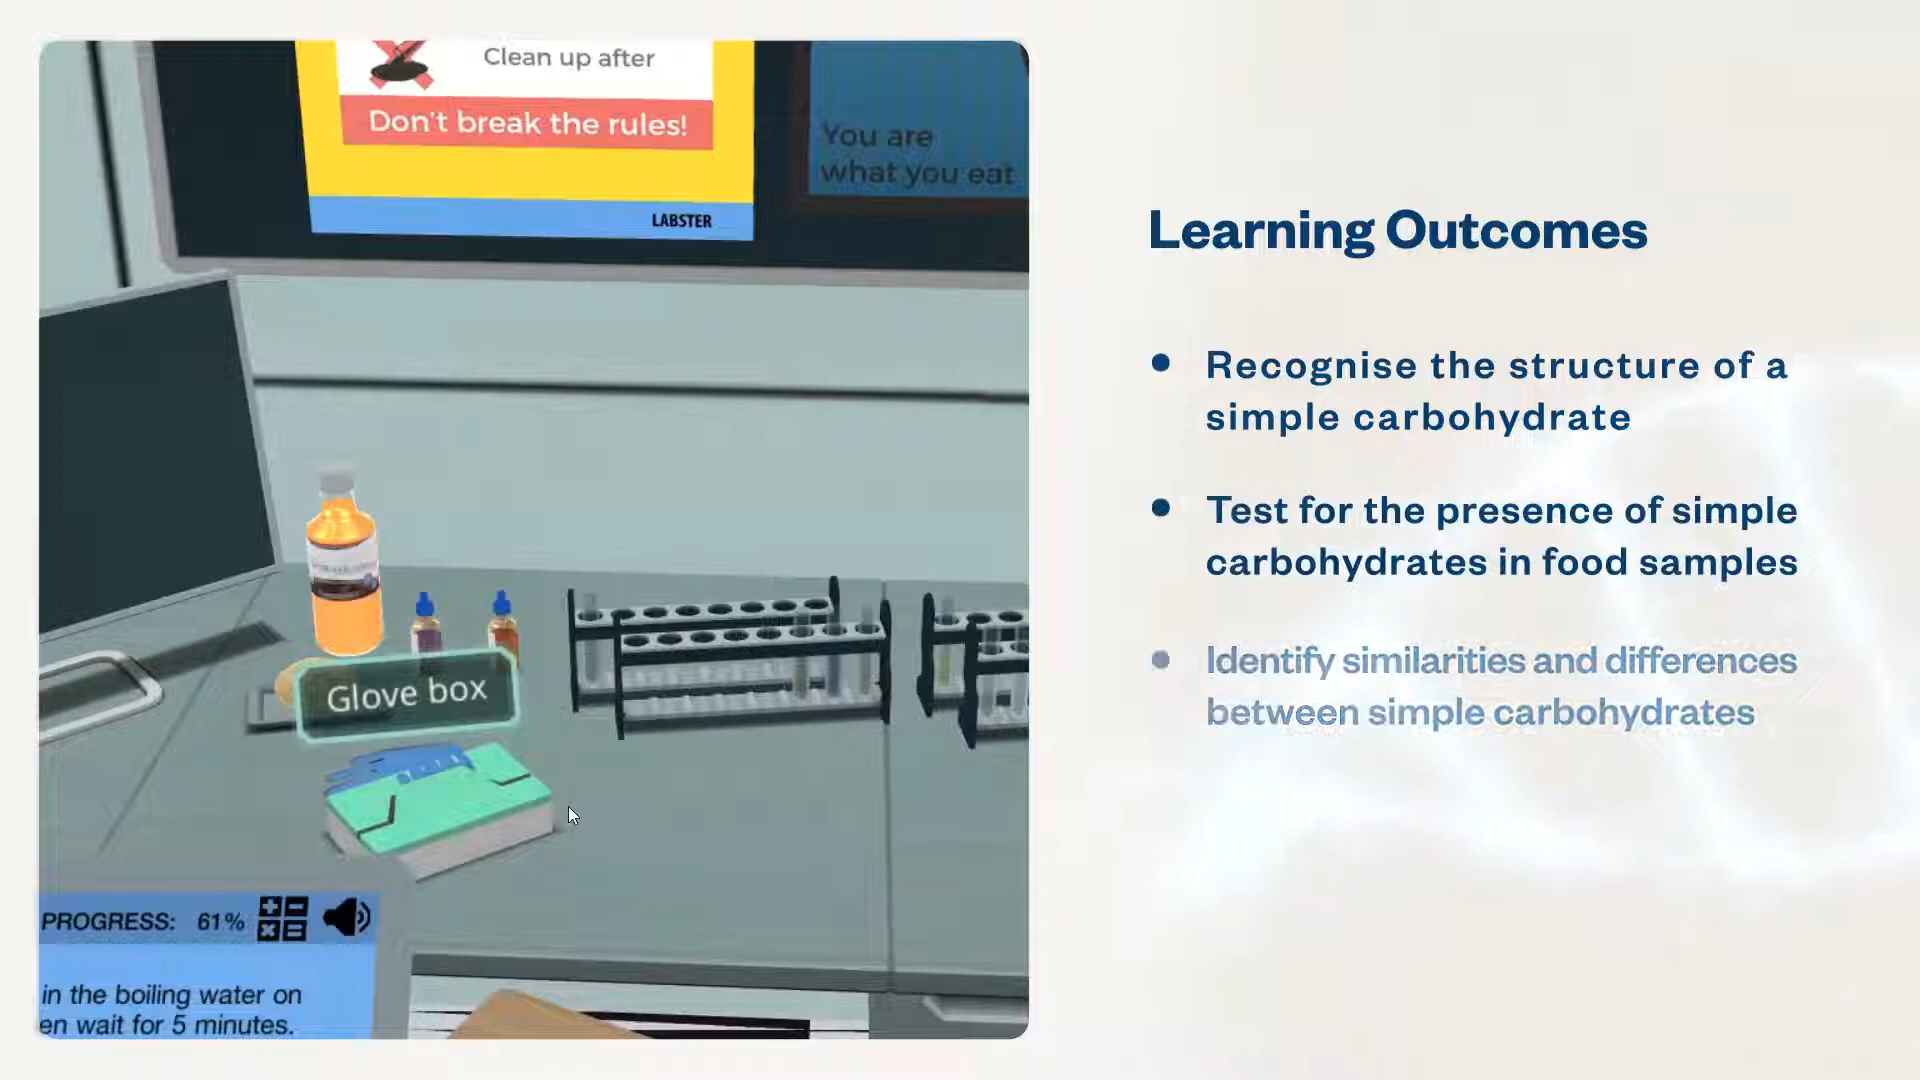 Clean up after
Don't break the rules!
LABSTER
You are
what you eat
Glove box
PROGRESS: 61%
in the boiling water on
en wait for 5 minutes.
Learning Outcomes
Recognise the structure of a
simple carbohydrate
Test for the presence of simple
carbohydrates in food samples
Identify similarities and differences
between simple carbohydrates